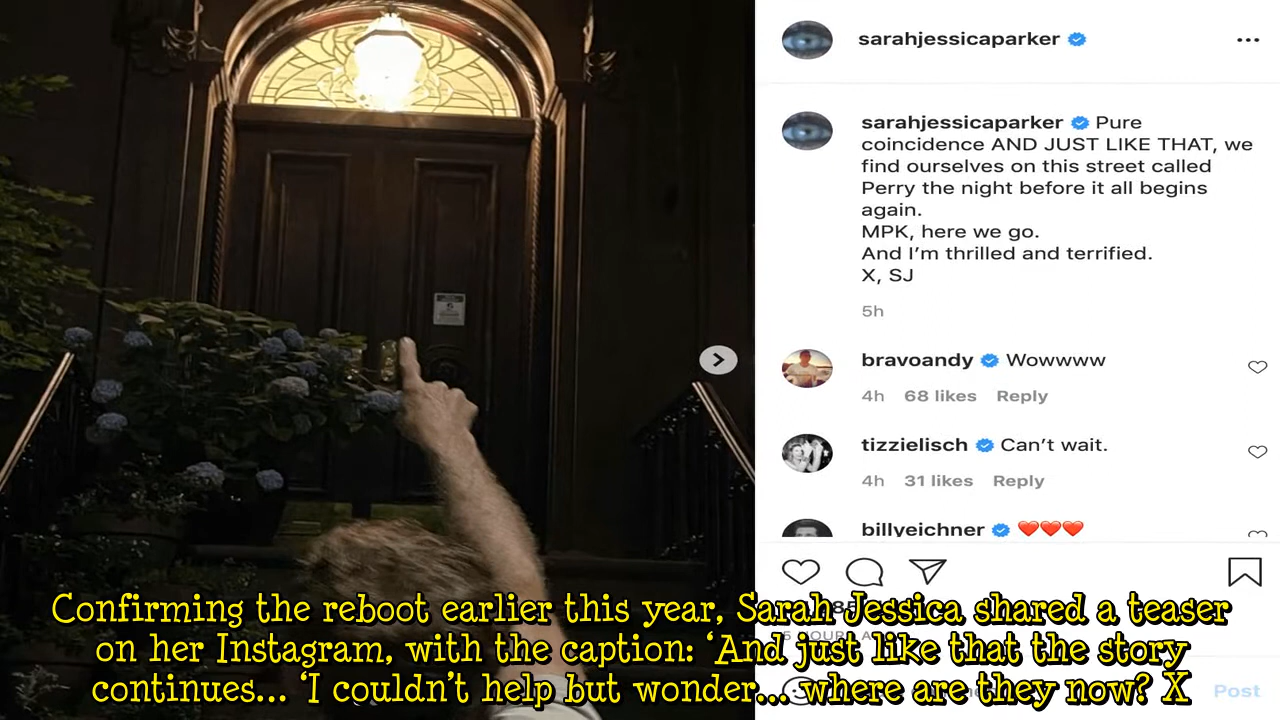 sarahjessicaparker
sarahjessicaparker Pure
coincidence AND JUST LIKE THAT, we
find ourselves on this street called
Perry the night before it all begins
again.
MPK, here we go.
And I’m thrilled and terrified.
X, SJ
5h
bravoandy Wowwww
4h 68 likes Reply
tizzielisch Can’t wait.
4h 31 likes Reply
billyeichner ❤️❤️❤️
Confirming the reboot earlier this year, Sarah Jessica shared a teaser
on her Instagram, with the caption: ‘And just like that the story
continues... ‘I couldn’t help but wonder... where are they now? X
Post